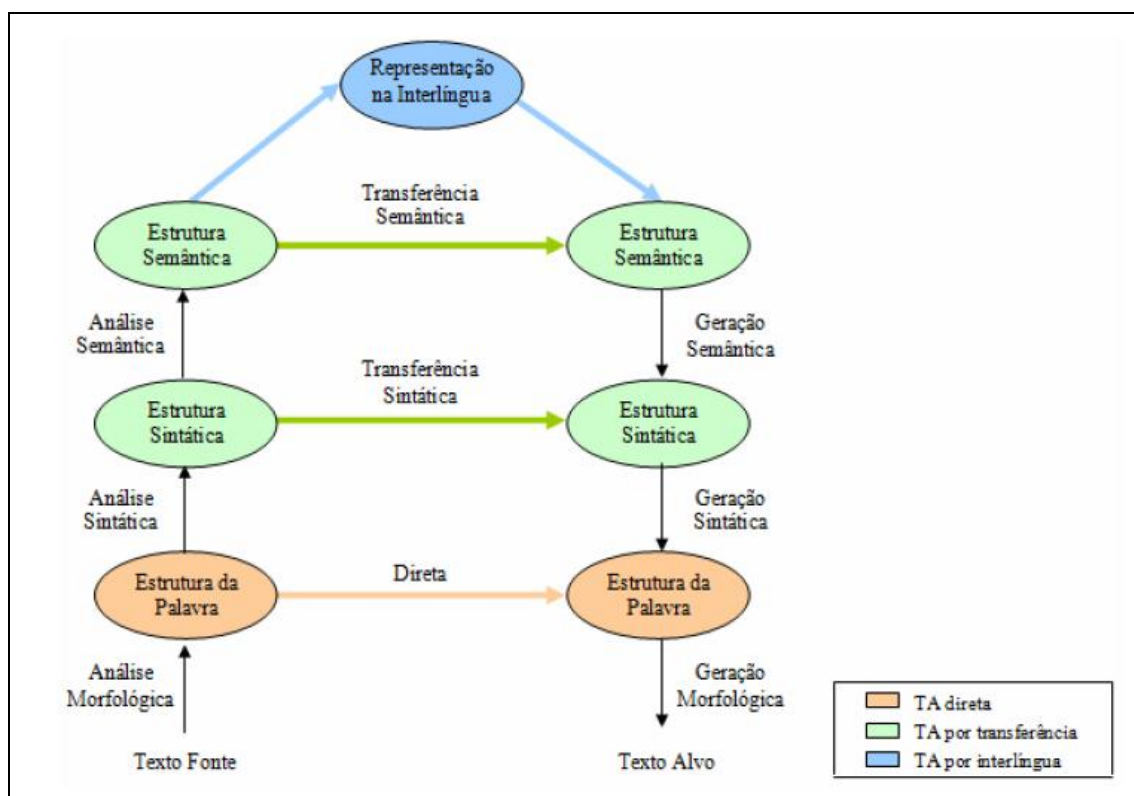 Representação
na Interlíngua
Transferência
Semântica
Estrutura
Semântica
Estrutura
Semântica
Análise
Semântica
Geração
Semântica
Transferência
Sintática
Estrutura
Sintática
Estrutura
Sintática
Análise
Sintática
Geração
Sintática
Direta
Estrutura da
Palavra
Estrutura da
Palavra
Análise
Morfológica
Geração
Morfológica
Texto Fonte
Texto Alvo
TA direta
TA por transferência
TA por interlíngua